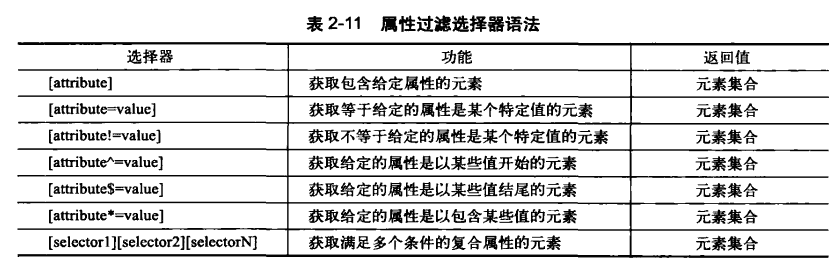 表 2-11 属性过滤选择器语法
选择器 功能 返回值
[attribute] 获取包含给定属性的元素 元素集合
[attribute=value] 获取等于给定的属性是某个特定值的元素 元素集合
[attribute!=value] 获取不等于给定的属性是某个特定值的元素 元素集合
[attribute^=value] 获取给定的属性是以某些值开始的元素 元素集合
[attribute$=value] 获取给定的属性是以某些值结尾的元素 元素集合
[attribute*=value] 获取给定的属性是以包含某些值的元素 元素集合
[selector1][selector2][selectorN] 获取满足多个条件的复合属性的元素 元素集合